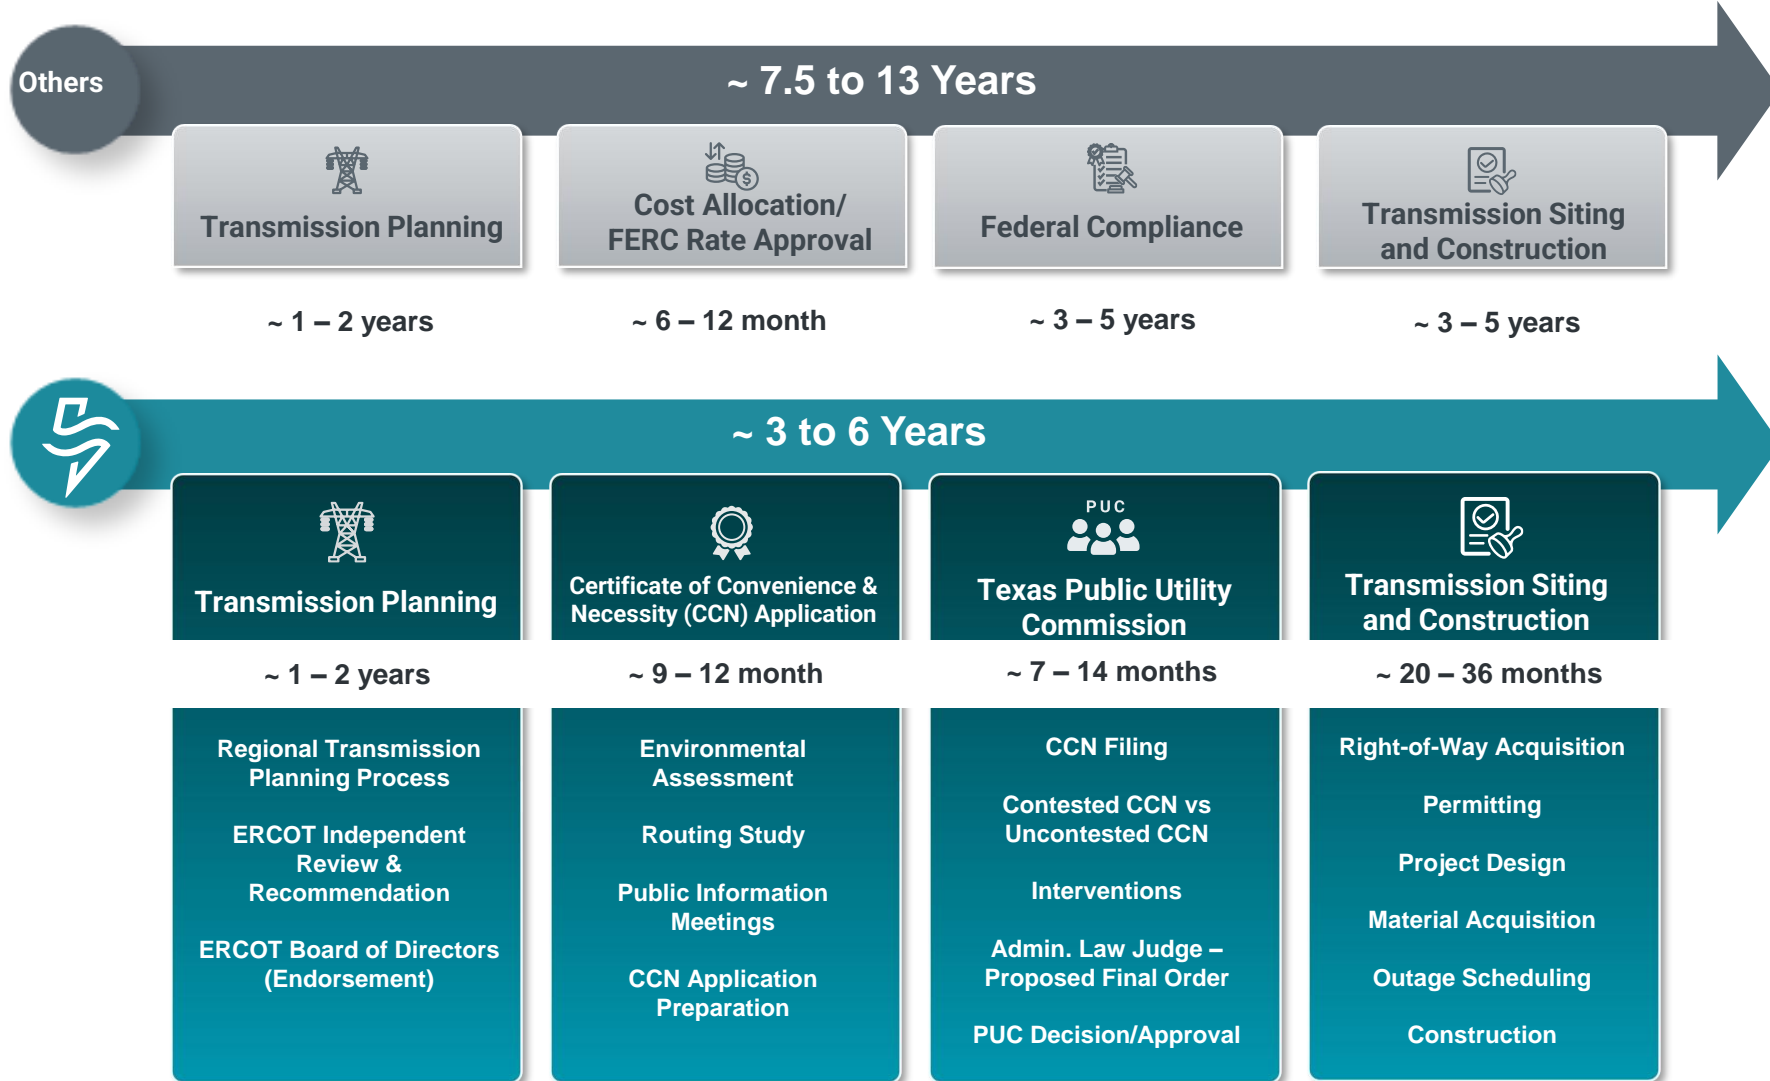 Others
~ 7.5 to 13 Years
Transmission Planning
Cost Allocation/
FERC Rate Approval
Federal Compliance
Transmission Siting
and Construction
~ 1 – 2 years
~ 6 – 12 month
~ 3 – 5 years
~ 3 – 5 years
~ 3 to 6 Years
Transmission Planning
Certificate of Convenience &
Necessity (CCN) Application
PUC
Texas Public Utility
Commission
Transmission Siting
and Construction
~ 1 – 2 years
~ 9 – 12 month
~ 7 – 14 months
~ 20 – 36 months
Regional Transmission
Planning Process
ERCOT Independent
Review &
Recommendation
ERCOT Board of Directors
(Endorsement)
Environmental
Assessment
Routing Study
Public Information
Meetings
CCN Application
Preparation
CCN Filing
Contested CCN vs
Uncontested CCN
Interventions
Admin. Law Judge –
Proposed Final Order
PUC Decision/Approval
Right-of-Way Acquisition
Permitting
Project Design
Material Acquisition
Outage Scheduling
Construction